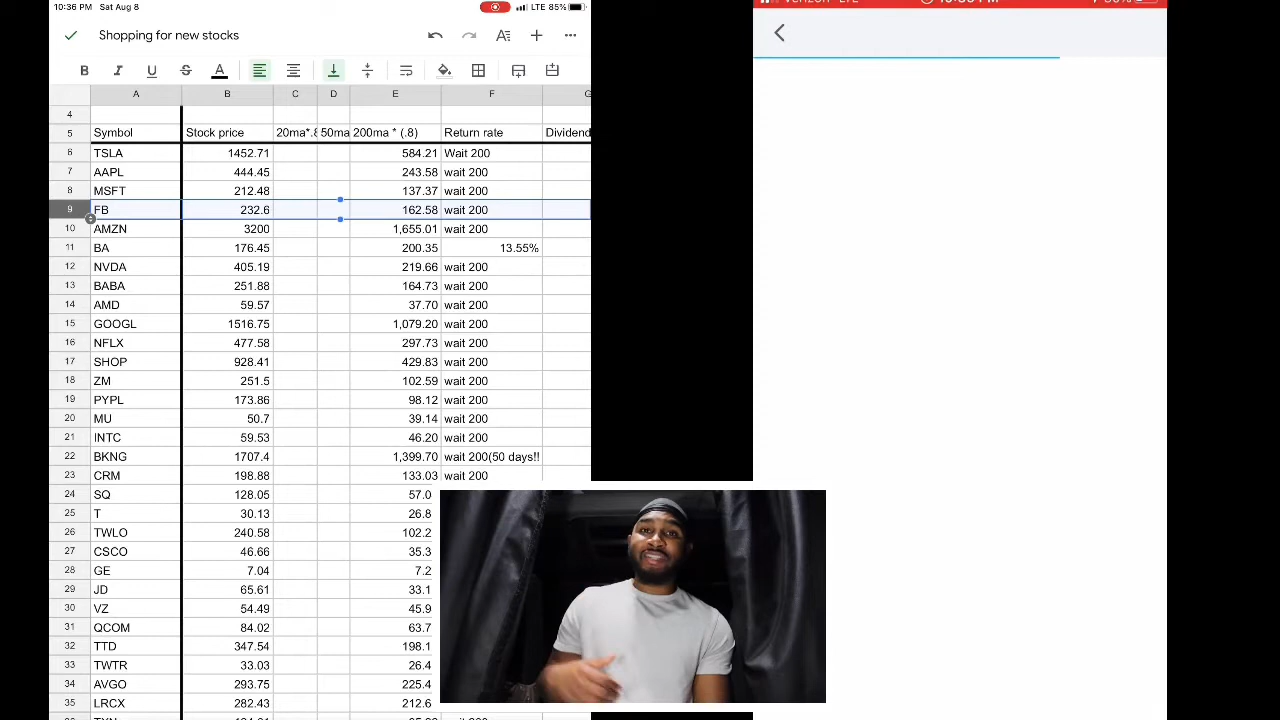 10:36 PM Sat Aug 8
LTE 85%
Shopping for new stocks
B I U S A
A B C D E F G
4
5 Symbol Stock price 20ma*.8 50ma 200ma * (.8) Return rate Dividend
6 TSLA 1452.71 584.21 Wait 200
7 AAPL 444.45 243.58 wait 200
8 MSFT 212.48 137.37 wait 200
9 FB 232.6 162.58 wait 200
10 AMZN 3200 1,655.01 wait 200
11 BA 176.45 200.35 13.55%
12 NVDA 405.19 219.66 wait 200
13 BABA 251.88 164.73 wait 200
14 AMD 59.57 37.70 wait 200
15 GOOGL 1516.75 1,079.20 wait 200
16 NFLX 477.58 297.73 wait 200
17 SHOP 928.41 429.83 wait 200
18 ZM 251.5 102.59 wait 200
19 PYPL 173.86 98.12 wait 200
20 MU 50.7 39.14 wait 200
21 INTC 59.53 46.20 wait 200
22 BKNG 1707.4 1,399.70 wait 200(50 days!!
23 CRM 198.88 133.03 wait 200
24 SQ 128.05 57.0
25 T 30.13 26.8
26 TWLO 240.58 102.2
27 CSCO 46.66 35.3
28 GE 7.04 7.2
29 JD 65.61 33.1
30 VZ 54.49 45.9
31 QCOM 84.02 63.7
32 TTD 347.54 198.1
33 TWTR 33.03 26.4
34 AVGO 293.75 225.4
35 LRCX 282.43 212.6